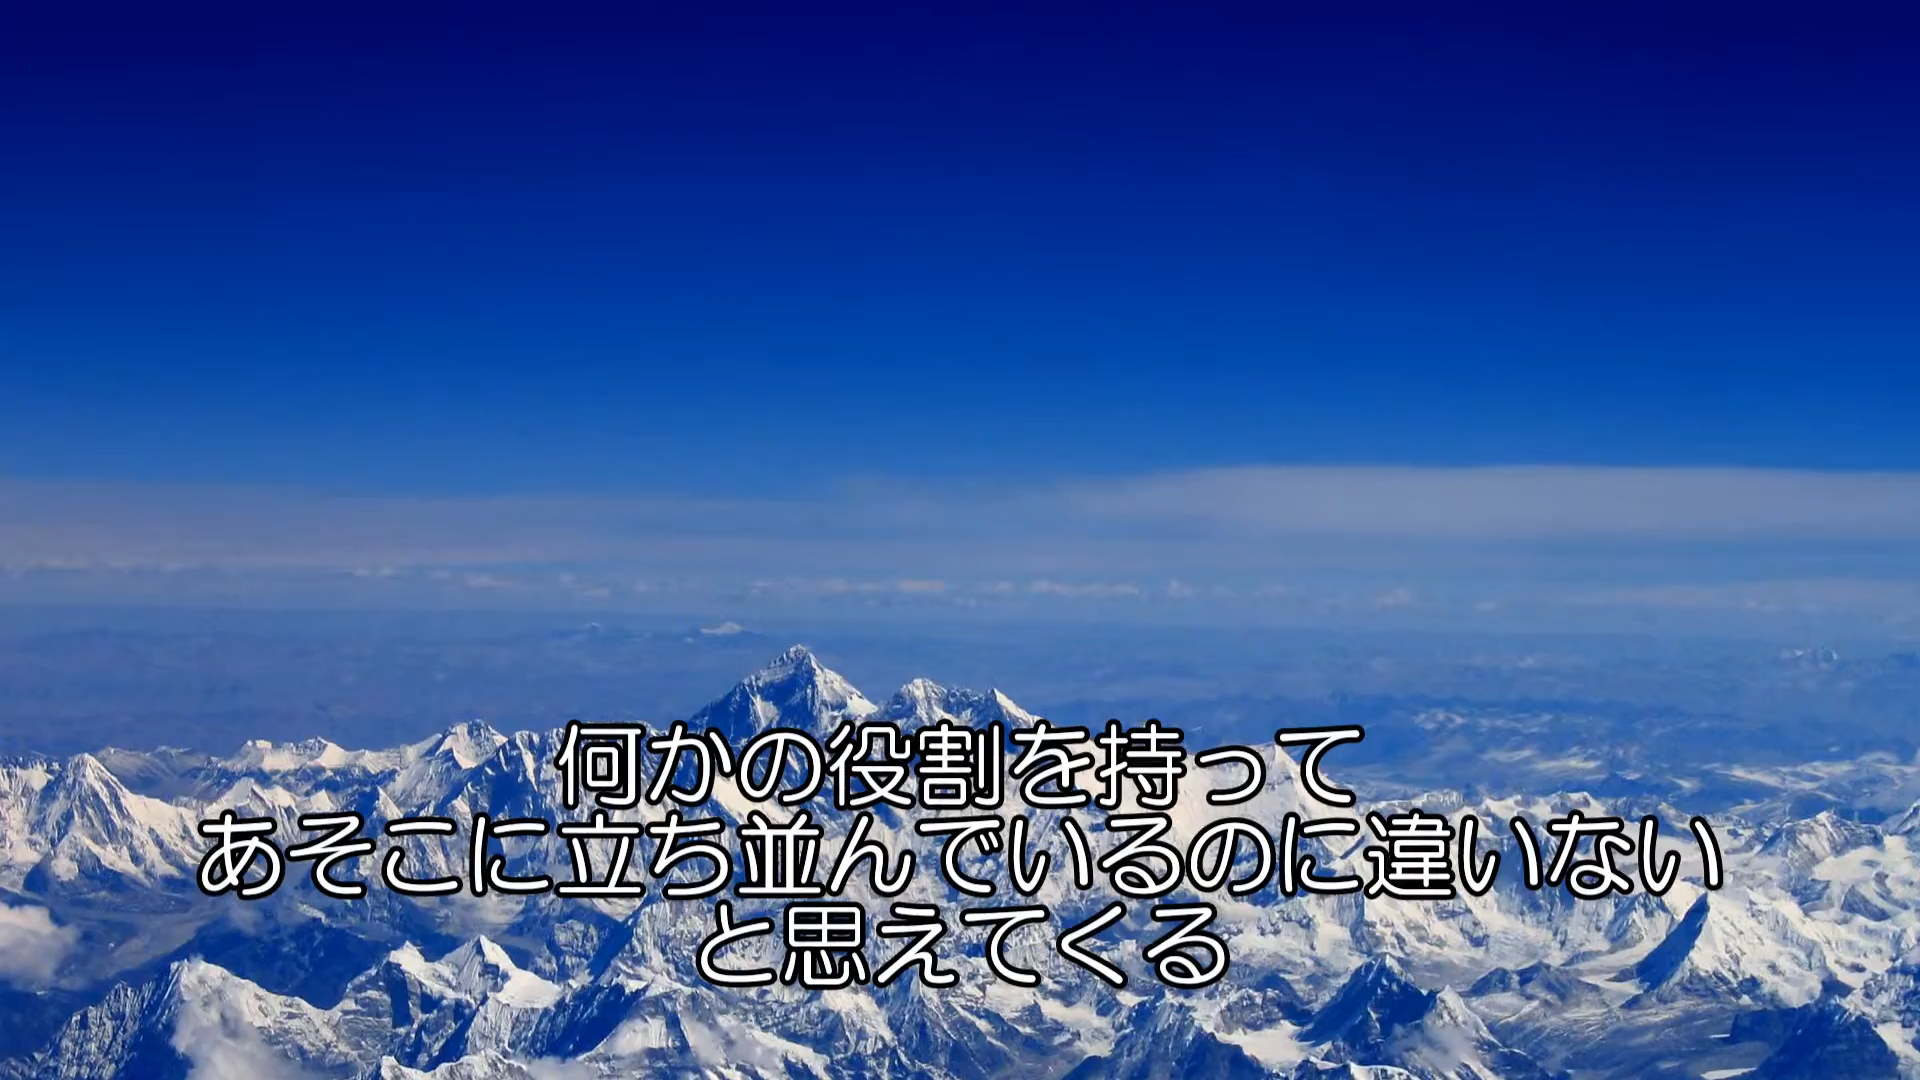 何かの役割を持って
あそこに立ち並んでいるのに違いない
と思えてくる